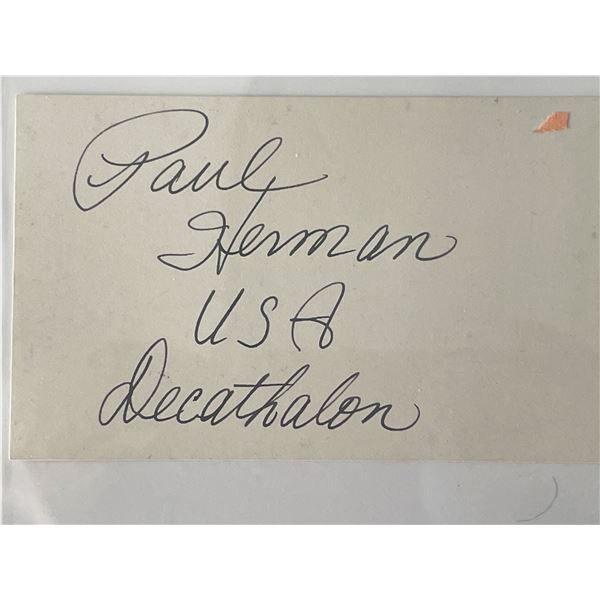 Paul
Herman
USA
Decathalon